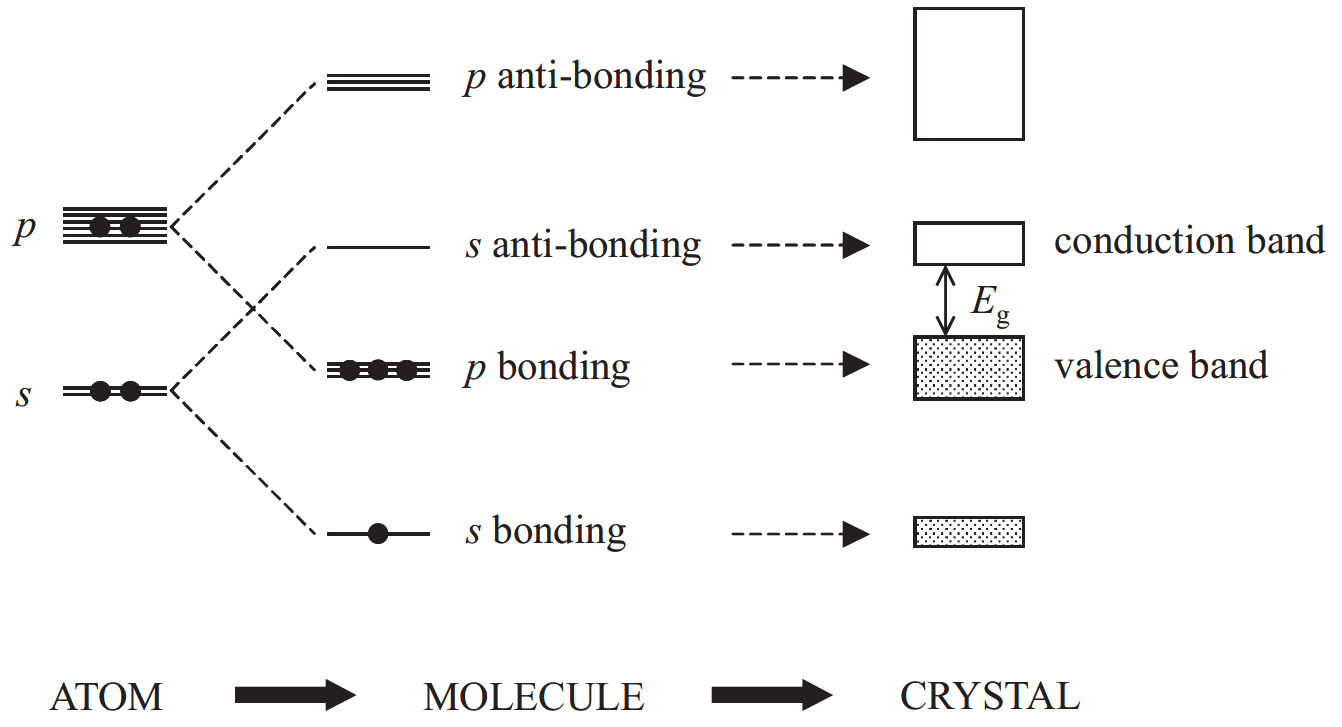 p anti-bonding
p
s anti-bonding
conduction band
E_g
p bonding
valence band
s
s bonding
ATOM MOLECULE CRYSTAL